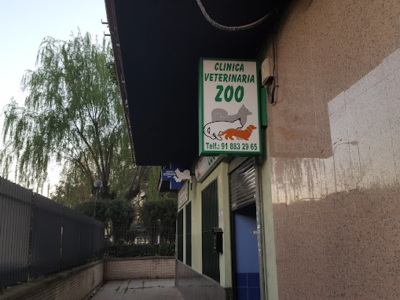 CLINICA
VETERINARIA
ZOO
Telf.: 91 883 29 65